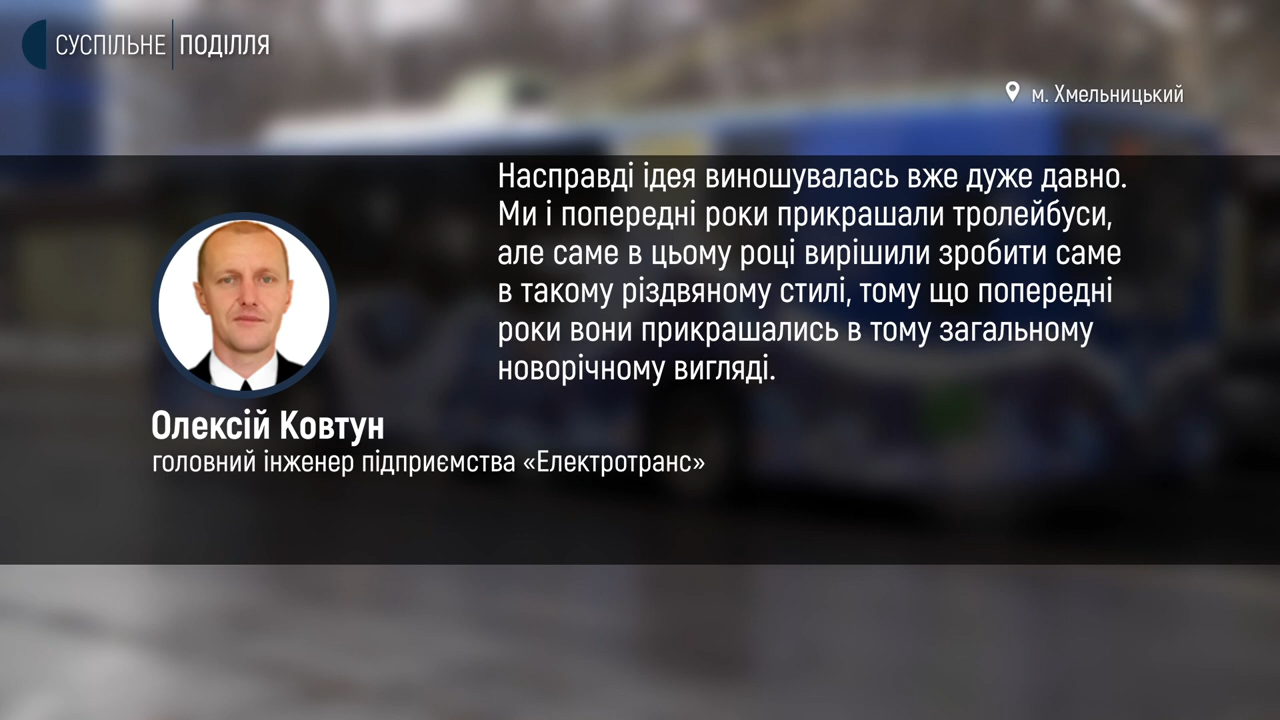 СУСПІЛЬНЕ | ПОДІЛЛЯ
м. Хмельницький
Насправді ідея виношувалась вже дуже давно.
Ми і попередні роки прикрашали тролейбуси,
але саме в цьому році вирішили зробити саме
в такому різдвяному стилі, тому що попередні
роки вони прикрашались в тому загальному
новорічному вигляді.
Олексій Ковтун
головний інженер підприємства «Електротранс»